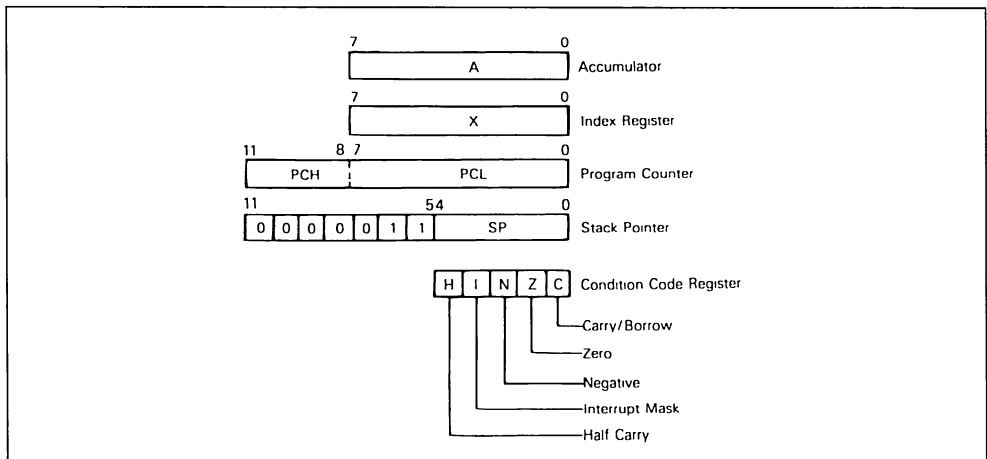 7 0
A Accumulator
7 0
X Index Register
11 8 7 0
PCH PCL Program Counter
11 54 0
0 0 0 0 0 1 1 SP Stack Pointer
H I N Z C Condition Code Register
Carry/Borrow
Zero
Negative
Interrupt Mask
Half Carry